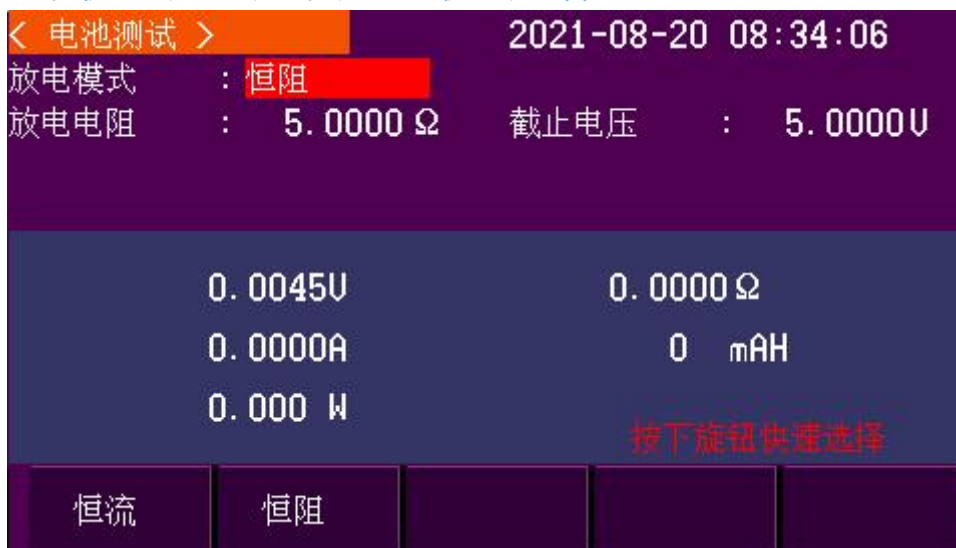 < 电池测试 > 2021-08-20 08:34:06
放电模式 : 恒阻
放电电阻 : 5.0000Ω 截止电压 : 5.0000V
0.0045V 0.0000Ω
0.0000A 0 mAH
0.000 W
按下旋钮快速选择
恒流 恒阻